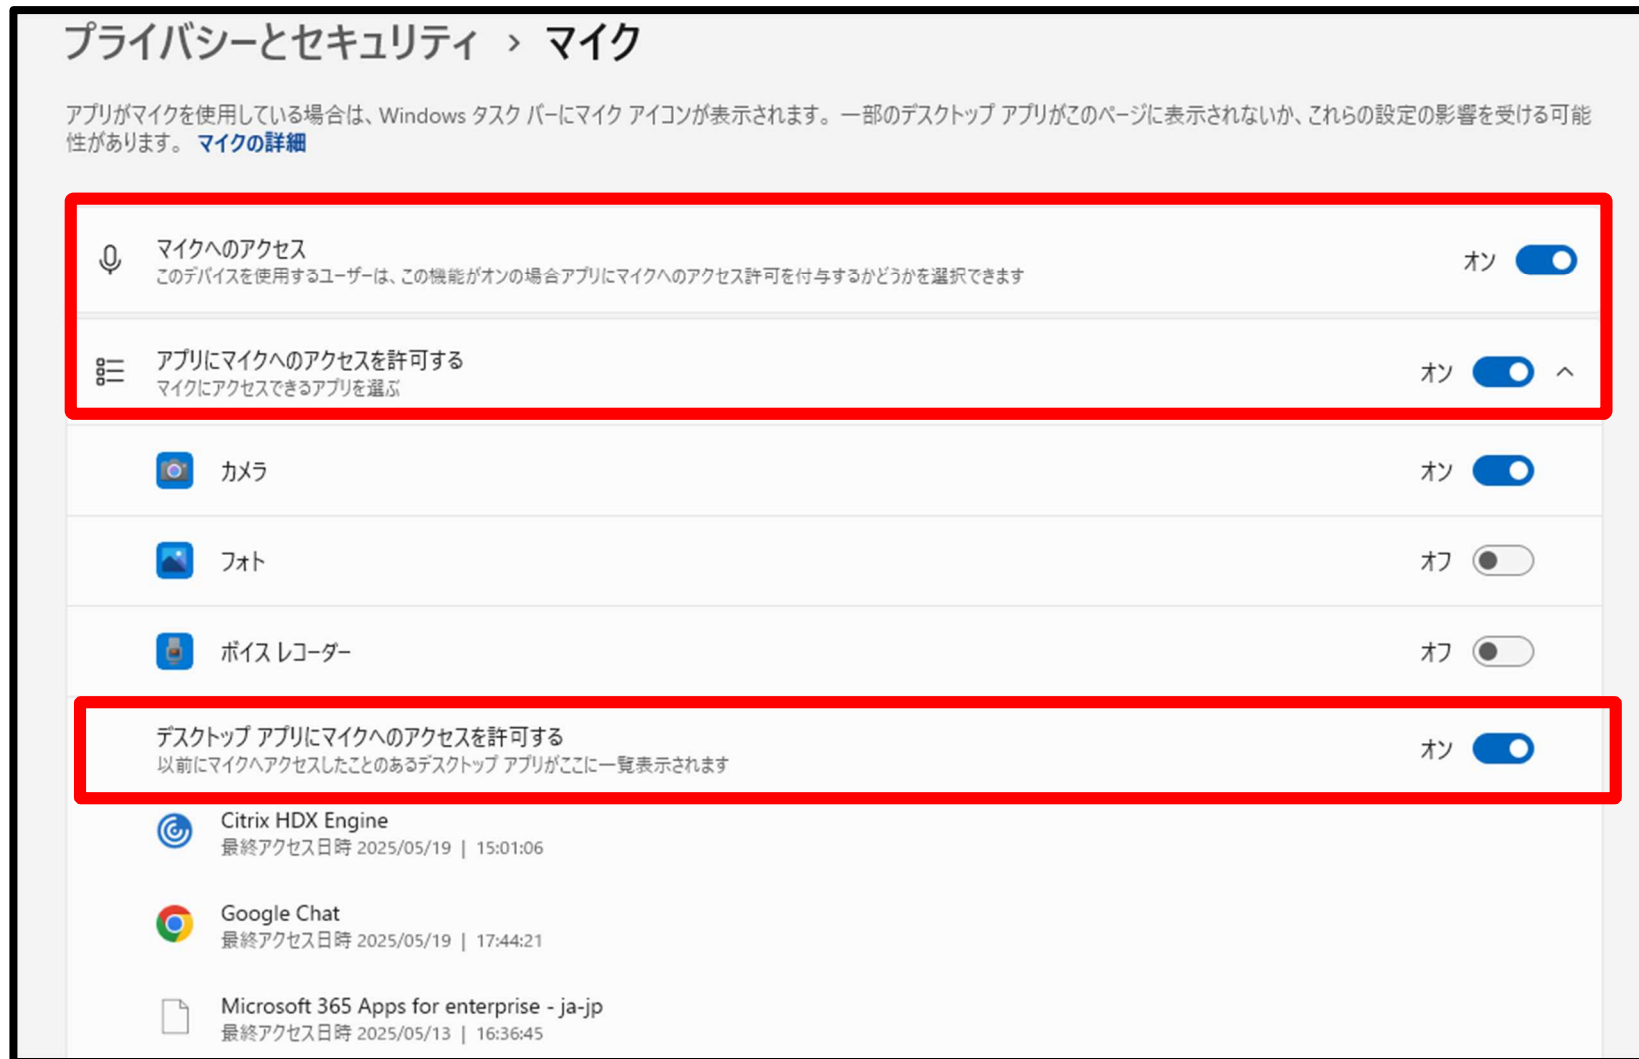 プライバシーとセキュリティ › マイク
アプリがマイクを使用している場合は、Windows タスク バーにマイク アイコンが表示されます。一部のデスクトップ アプリがこのページに表示されないか、これらの設定の影響を受ける可能
性があります。 マイクの詳細
マイクへのアクセス
このデバイスを使用するユーザーは、この機能がオンの場合アプリにマイクへのアクセス許可を付与するかどうかを選択できます
オン
アプリにマイクへのアクセスを許可する
マイクにアクセスできるアプリを選ぶ
オン
カメラ
オン
フォト
オフ
ボイス レコーダー
オフ
デスクトップ アプリにマイクへのアクセスを許可する
以前にマイクへアクセスしたことのあるデスクトップ アプリがここに一覧表示されます
オン
Citrix HDX Engine
最終アクセス日時 2025/05/19 | 15:01:06
Google Chat
最終アクセス日時 2025/05/19 | 17:44:21
Microsoft 365 Apps for enterprise - ja-jp
最終アクセス日時 2025/05/13 | 16:36:45